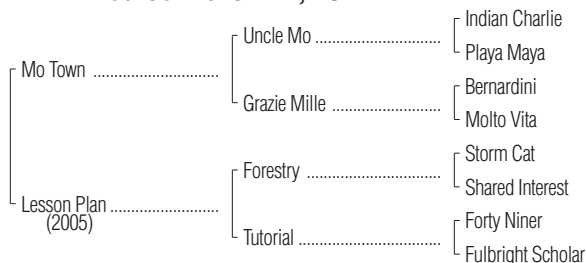 Indian Charlie
Uncle Mo ..............................
Playa Maya
Mo Town ..............................
Bernardini
Grazie Mille ..............................
Molto Vita
Storm Cat
Forestry ..............................
Shared Interest
Lesson Plan ..............................
(2005)
Forty Niner
Tutorial ..............................
Fulbright Scholar